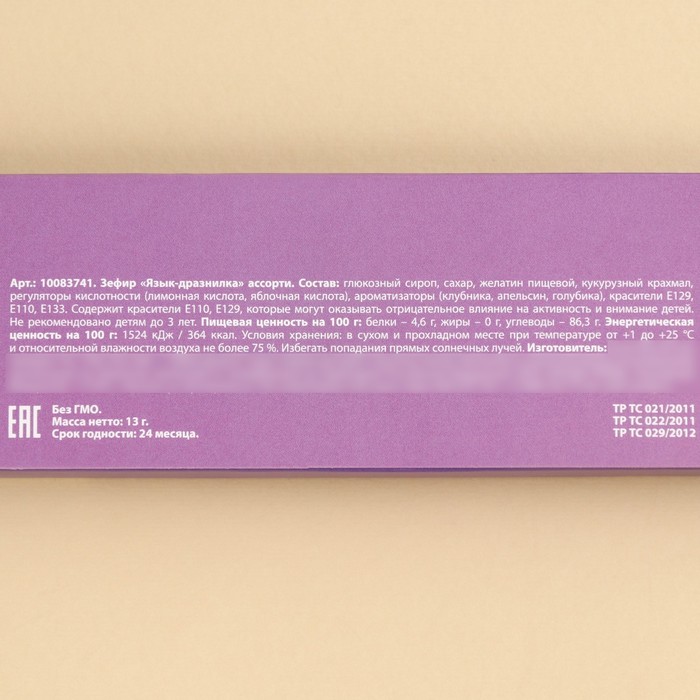 Арт.: 10083741. Зефир «Язык-дразнилка» ассорти. Состав: глюкозный сироп, сахар, желатин пищевой, кукурузный крахмал,
регуляторы кислотности (лимонная кислота, яблочная кислота), ароматизаторы (клубника, апельсин, голубика), красители Е129,
Е110, Е133. Содержит красители Е110, Е129, которые могут оказывать отрицательное влияние на активность и внимание детей.
Не рекомендовано детям до 3 лет. Пищевая ценность на 100 г: белки – 4,6 г, жиры – 0 г, углеводы – 86,3 г. Энергетическая
ценность на 100 г: 1524 кДж / 364 ккал. Условия хранения: в сухом и прохладном месте при температуре от +1 до +25 °С
и относительной влажности воздуха не более 75 %. Избегать попадания прямых солнечных лучей. Изготовитель:
ЕАС
Без ГМО.
Масса нетто: 13 г.
Срок годности: 24 месяца.
ТР ТС 021/2011
ТР ТС 022/2011
ТР ТС 029/2012